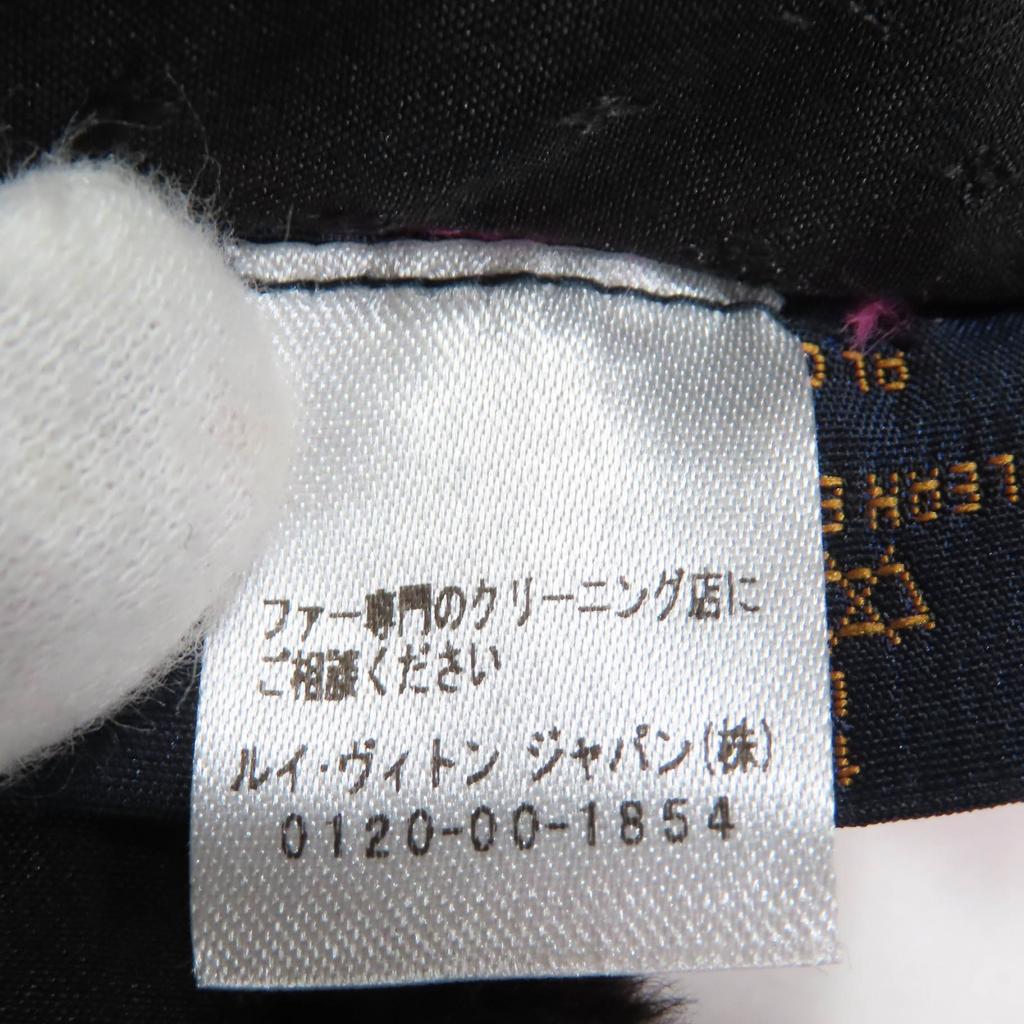 ファー専門のクリーニング店に
ご相談ください
ルイ・ヴィトン ジャパン(株)
0120-00-1854